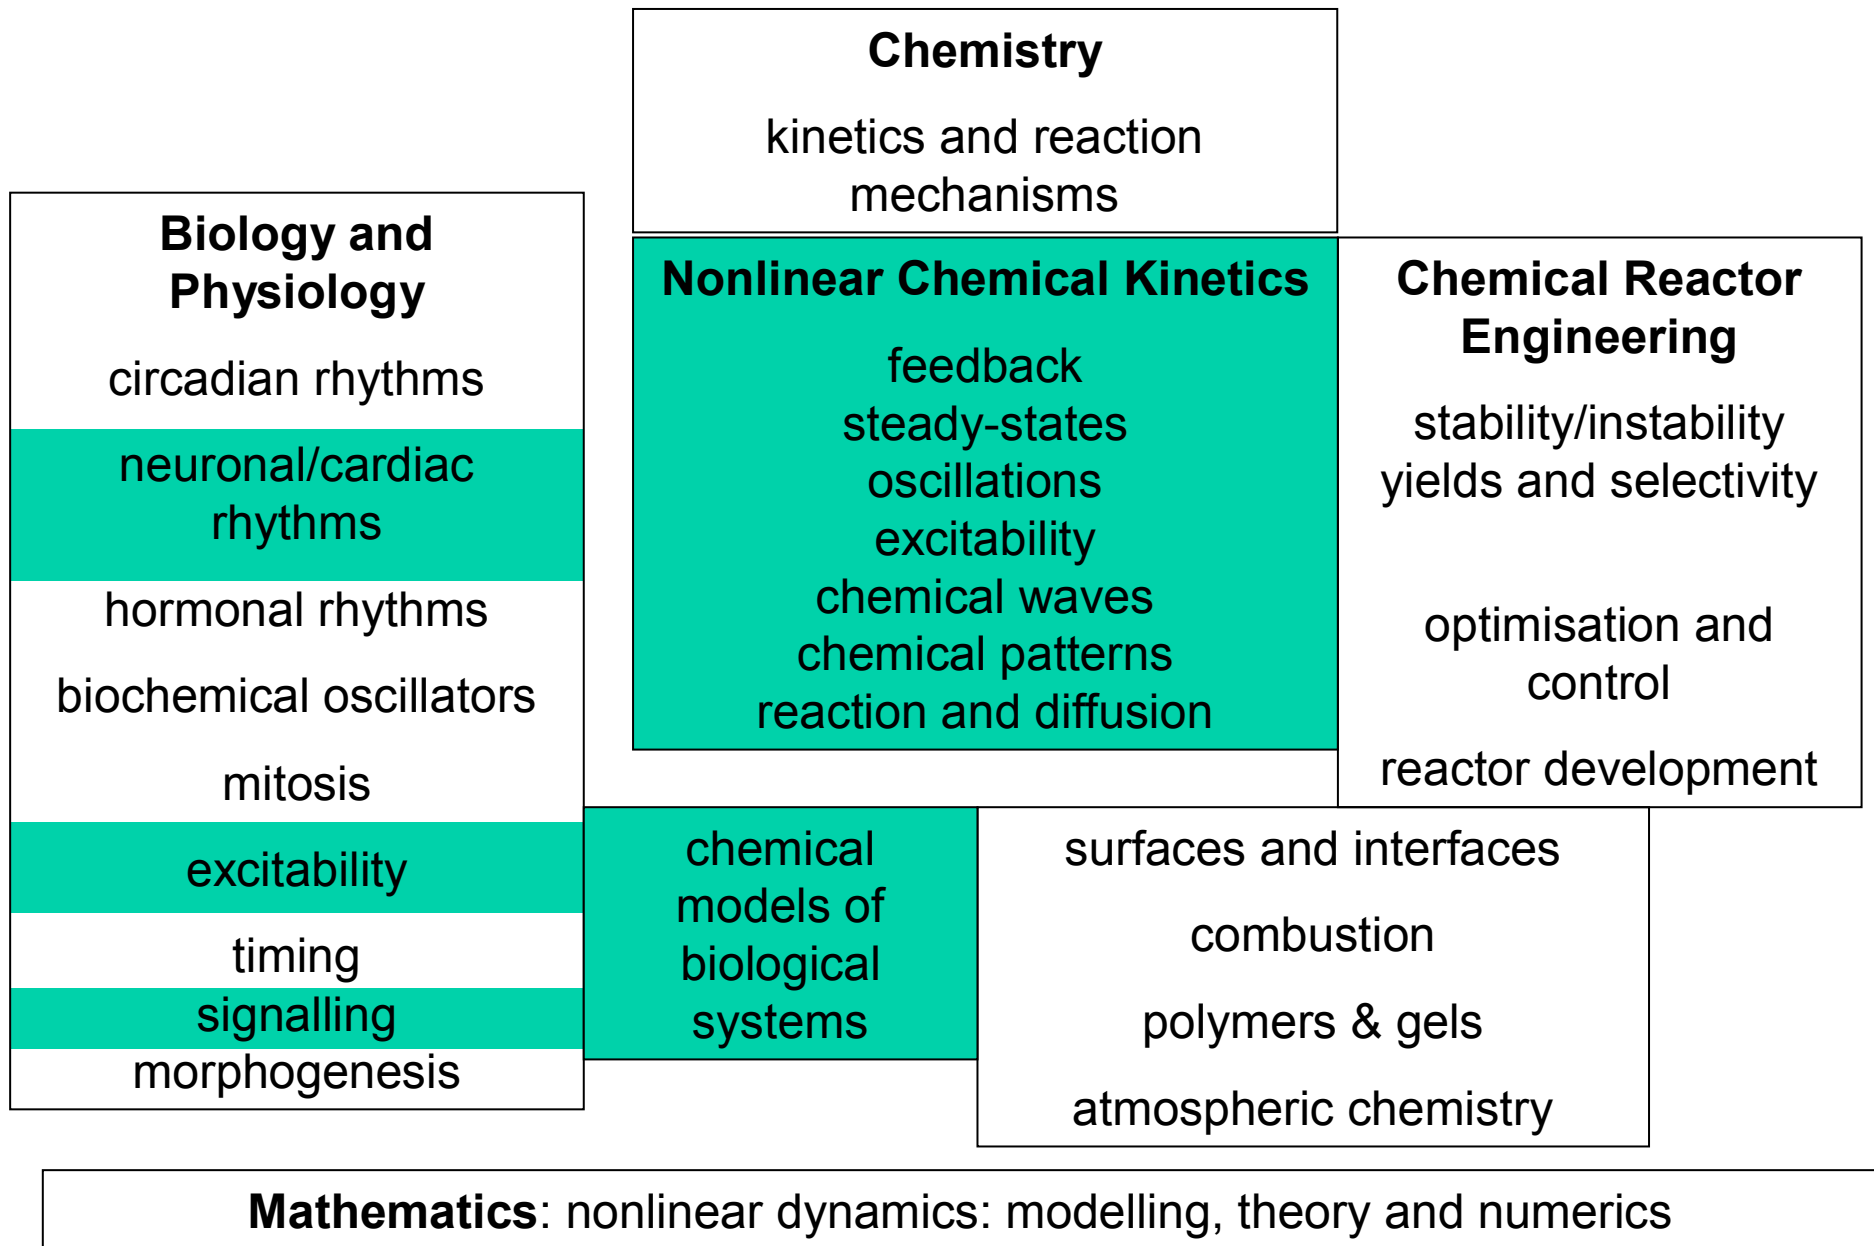 Chemistry
kinetics and reaction
mechanisms
Biology and
Physiology
circadian rhythms
neuronal/cardiac
rhythms
hormonal rhythms
biochemical oscillators
mitosis
excitability
timing
signalling
morphogenesis
Nonlinear Chemical Kinetics
feedback
steady-states
oscillations
excitability
chemical waves
chemical patterns
reaction and diffusion
Chemical Reactor
Engineering
stability/instability
yields and selectivity
optimisation and
control
reactor development
chemical
models of
biological
systems
surfaces and interfaces
combustion
polymers & gels
atmospheric chemistry
Mathematics: nonlinear dynamics: modelling, theory and numerics